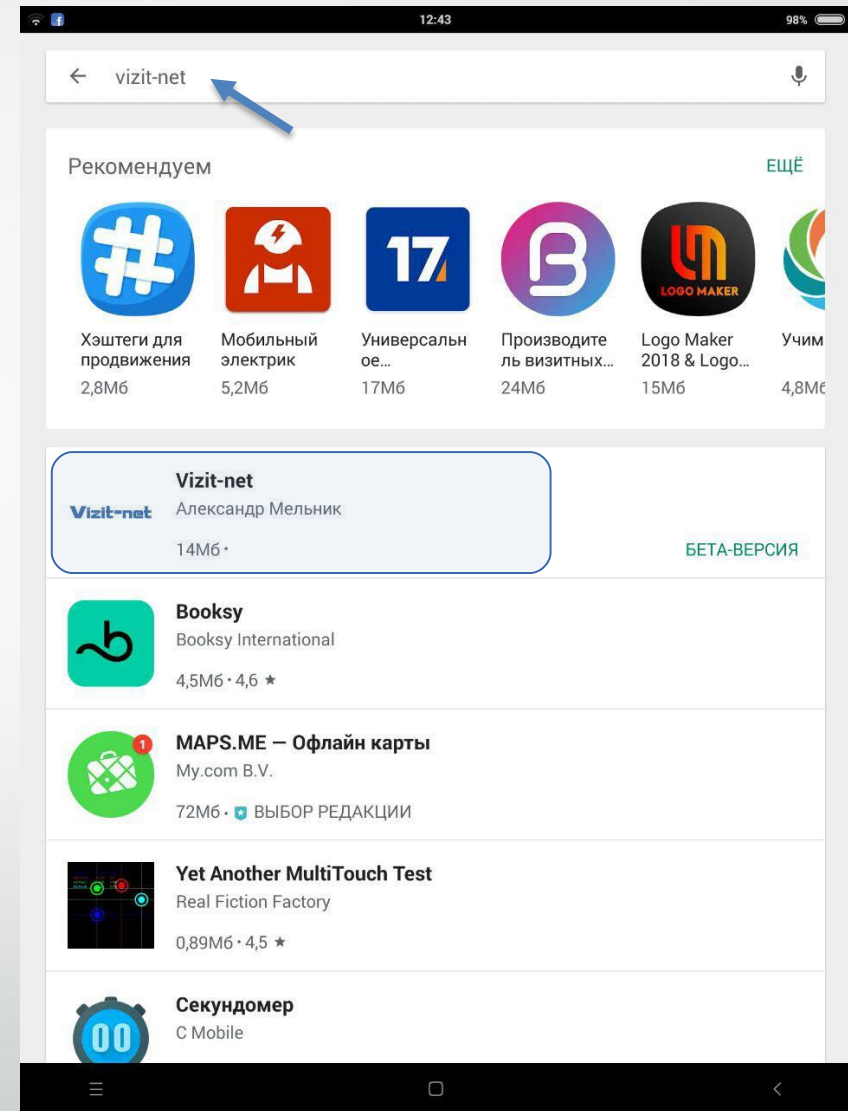 12:43
98%
vizit-net
Рекомендуем
ЕЩЁ
17
LOGO MAKER
Хэштеги для
продвижения
2,8Мб
Мобильный
электрик
5,2Мб
Универсальн
ое…
17Мб
Производите
ль визитных…
24Мб
Logo Maker
2018 & Logo…
15Мб
Учим
4,8Мб
Vizit-net
Vizit-net
Александр Мельник
14Мб ·
БЕТА-ВЕРСИЯ
Booksy
Booksy International
4,5Мб · 4,6 ★
1
MAPS.ME — Офлайн карты
My.com B.V.
72Мб · ВЫБОР РЕДАКЦИИ
Yet Another MultiTouch Test
Real Fiction Factory
0,89Мб · 4,5 ★
00
Секундомер
C Mobile